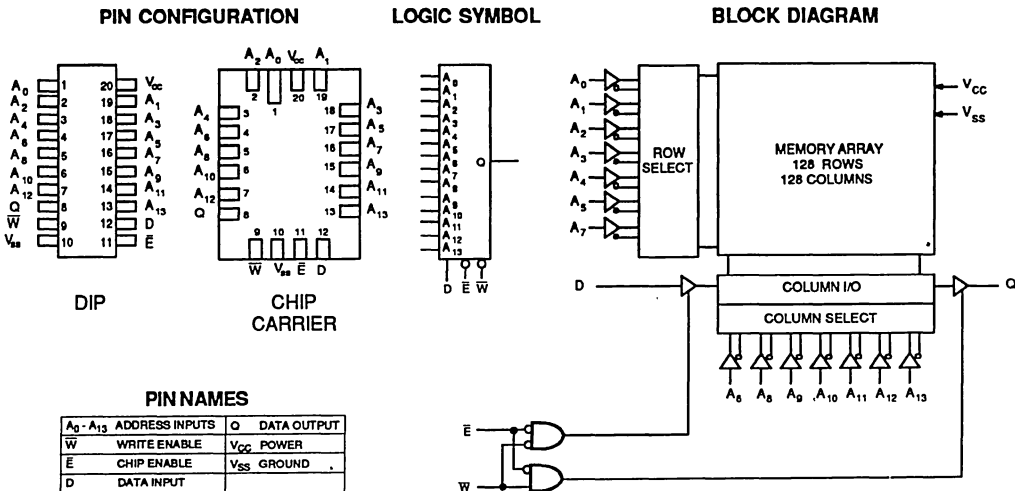 PIN CONFIGURATION
A0 1 20 VCC
A2 2 19 A1
A4 3 18 A3
A6 4 17 A5
A8 5 16 A7
A10 6 15 A9
A12 7 14 A11
Q 8 13 A13
W̅ 9 12 D
VSS 10 11 E̅
DIP
A2 A0 VCC A1
2 1 20 19
A4 3 18 A3
A6 4 17 A5
A8 5 16 A7
A10 6 15 A9
A12 7 14 A11
Q 8 13 A13
9 10 11 12
W̅ VSS E̅ D
CHIP
CARRIER
LOGIC SYMBOL
A0
A1
A2
A3
A4
A5
A6
A7
A8
A9
A10
A11
A12
A13
Q
D E̅ W̅
BLOCK DIAGRAM
A0
A1
A2
A3
A4
A5
A7
ROW
SELECT
MEMORY ARRAY
128 ROWS
128 COLUMNS
VCC
VSS
D
COLUMN I/O
Q
COLUMN SELECT
A6 A8 A9 A10 A11 A12 A13
E̅
W̅
PIN NAMES
A0 - A13 ADDRESS INPUTS Q DATA OUTPUT
W̅ WRITE ENABLE VCC POWER
E̅ CHIP ENABLE VSS GROUND
D DATA INPUT